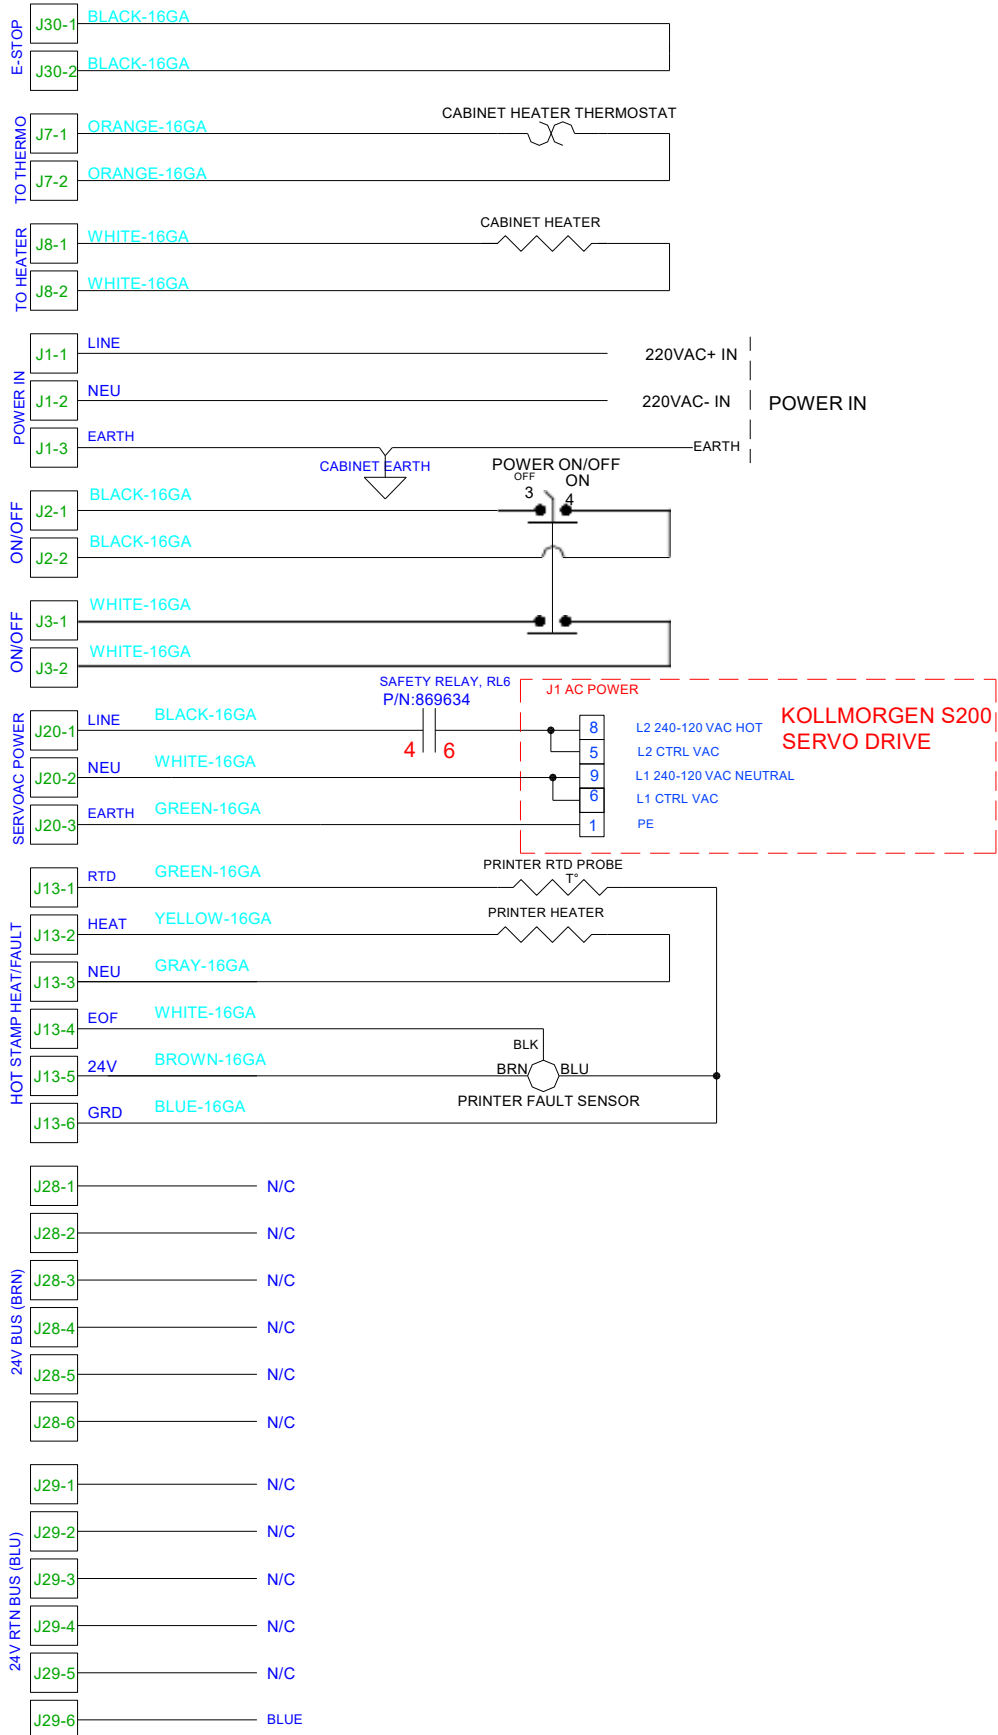 E-STOP
J30-1 BLACK-16GA
J30-2 BLACK-16GA
TO THERMO
CABINET HEATER THERMOSTAT
J7-1 ORANGE-16GA
J7-2 ORANGE-16GA
TO HEATER
CABINET HEATER
J8-1 WHITE-16GA
J8-2 WHITE-16GA
POWER IN
J1-1 LINE 220VAC+ IN
J1-2 NEU 220VAC- IN POWER IN
J1-3 EARTH EARTH
CABINET EARTH
POWER ON/OFF
OFF ON
3 4
ON/OFF
J2-1 BLACK-16GA
J2-2 BLACK-16GA
ON/OFF
J3-1 WHITE-16GA
J3-2 WHITE-16GA
SAFETY RELAY, RL6
P/N:869634
J1 AC POWER
KOLLMORGEN S200
SERVO DRIVE
SERVOAC POWER
J20-1 LINE BLACK-16GA 4 6 8 L2 240-120 VAC HOT
5 L2 CTRL VAC
J20-2 NEU WHITE-16GA 9 L1 240-120 VAC NEUTRAL
6 L1 CTRL VAC
J20-3 EARTH GREEN-16GA 1 PE
HOT STAMP HEAT/FAULT
PRINTER RTD PROBE
T°
J13-1 RTD GREEN-16GA
PRINTER HEATER
J13-2 HEAT YELLOW-16GA
J13-3 NEU GRAY-16GA
J13-4 EOF WHITE-16GA
BLK
J13-5 24V BROWN-16GA BRN BLU
PRINTER FAULT SENSOR
J13-6 GRD BLUE-16GA
24V BUS (BRN)
J28-1 N/C
J28-2 N/C
J28-3 N/C
J28-4 N/C
J28-5 N/C
J28-6 N/C
24V RTN BUS (BLU)
J29-1 N/C
J29-2 N/C
J29-3 N/C
J29-4 N/C
J29-5 N/C
J29-6 BLUE